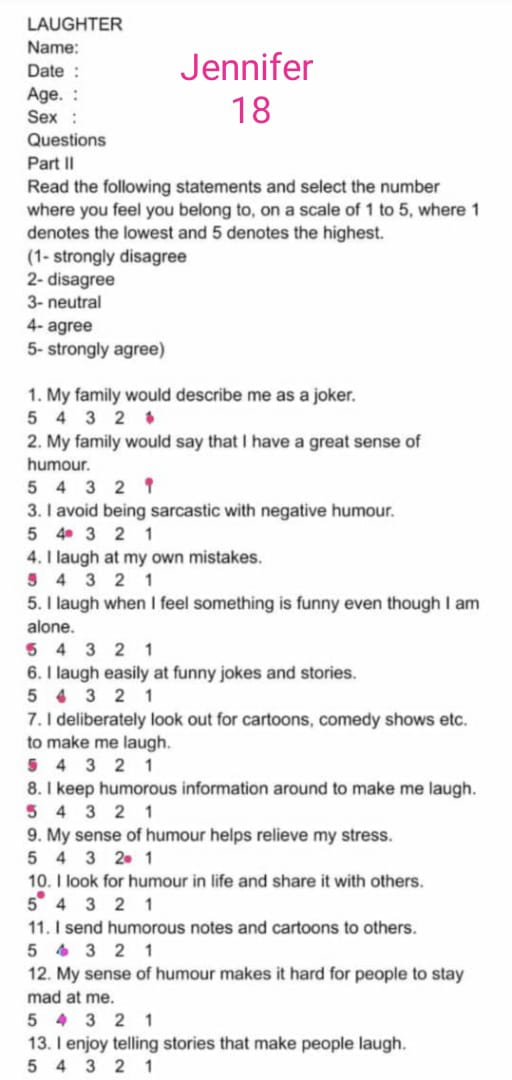 LAUGHTER
Name:
Jennifer
Date :
Age. :
18
Sex :
Questions
Part II
Read the following statements and select the number
where you feel you belong to, on a scale of 1 to 5, where 1
denotes the lowest and 5 denotes the highest.
(1- strongly disagree
2- disagree
3- neutral
4- agree
5- strongly agree)
1. My family would describe me as a joker.
5 4 3 2 1
2. My family would say that I have a great sense of
humour.
5 4 3 2 1
3. I avoid being sarcastic with negative humour.
5 4 3 2 1
4. I laugh at my own mistakes.
5 4 3 2 1
5. I laugh when I feel something is funny even though I am
alone.
5 4 3 2 1
6. I laugh easily at funny jokes and stories.
5 4 3 2 1
7. I deliberately look out for cartoons, comedy shows etc.
to make me laugh.
5 4 3 2 1
8. I keep humorous information around to make me laugh.
5 4 3 2 1
9. My sense of humour helps relieve my stress.
5 4 3 2 1
10. I look for humour in life and share it with others.
5 4 3 2 1
11. I send humorous notes and cartoons to others.
5 4 3 2 1
12. My sense of humour makes it hard for people to stay
mad at me.
5 4 3 2 1
13. I enjoy telling stories that make people laugh.
5 4 3 2 1